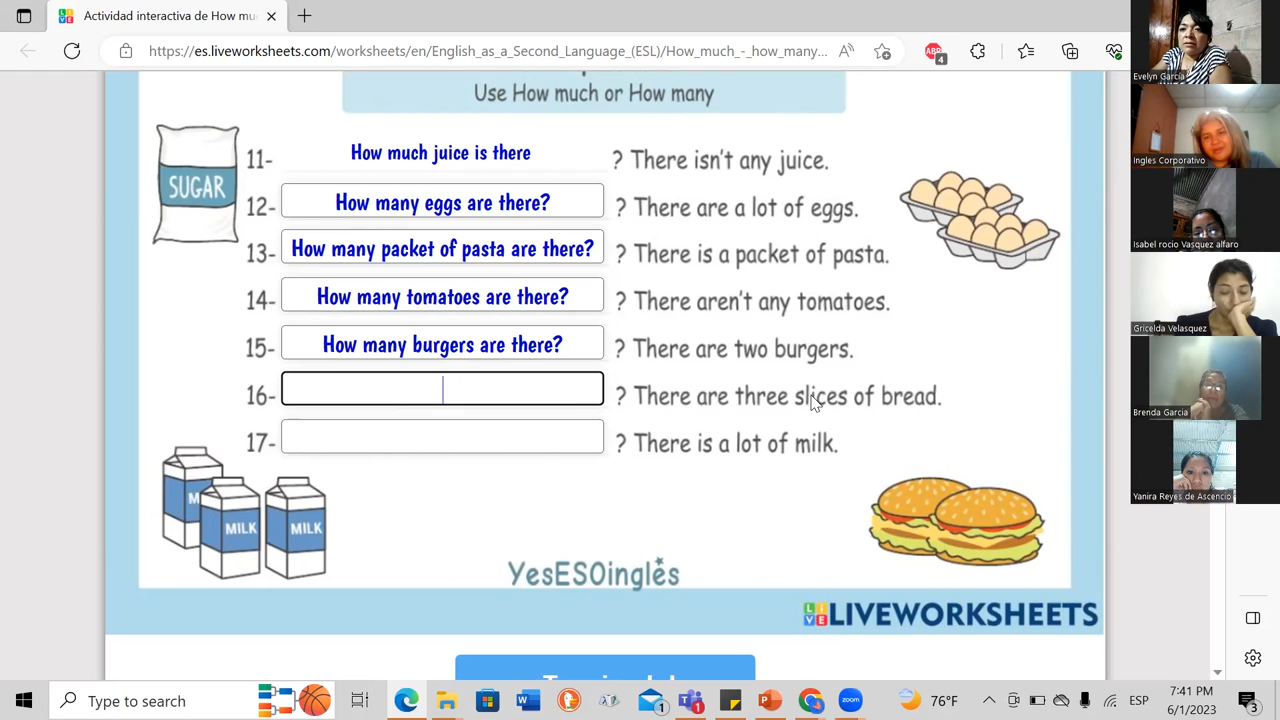 Actividad interactiva de How mu
https://es.liveworksheets.com/worksheets/en/English_as_a_Second_Language_(ESL)/How_much_-_how_many...
4
Evelyn García
Use How much or How many
SUGAR
11- How much juice is there ? There isn't any juice.
12- How many eggs are there? ? There are a lot of eggs.
13- How many packet of pasta are there? ? There is a packet of pasta.
14- How many tomatoes are there? ? There aren't any tomatoes.
15- How many burgers are there? ? There are two burgers.
16- ? There are three slices of bread.
17- ? There is a lot of milk.
M
MILK
MILK
YesESOinglés
LIVE LIVEWORKSHEETS
Ingles Corporativo
Isabel rocio Vasquez alfaro
Gricelda Velasquez
Brenda Garcia
Yanira Reyes de Ascencio
Type to search
1
1
76°F
ESP
7:41 PM
6/1/2023
3